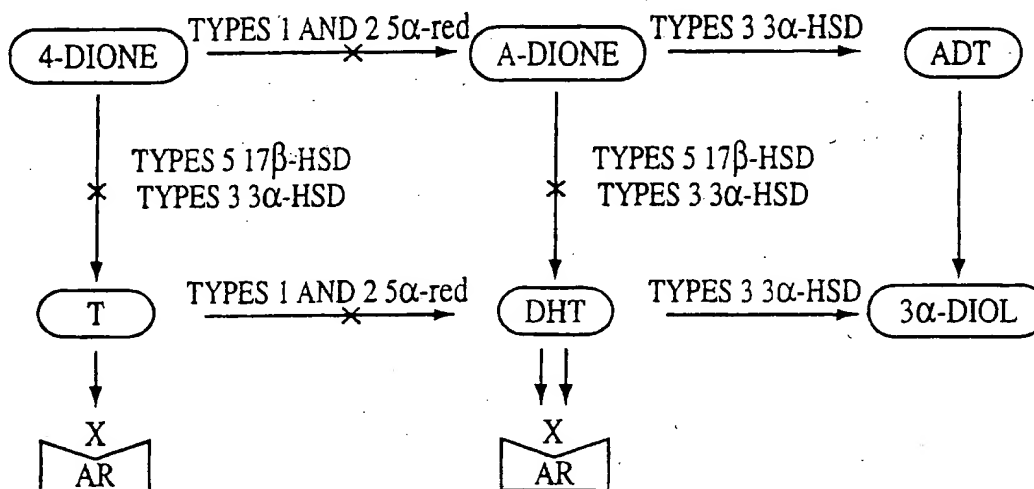 4-DIONE
TYPES 1 AND 2 5α-red
A-DIONE
TYPES 3 3α-HSD
ADT
TYPES 5 17β-HSD
TYPES 3 3α-HSD
TYPES 5 17β-HSD
TYPES 3 3α-HSD
T
TYPES 1 AND 2 5α-red
DHT
TYPES 3 3α-HSD
3α-DIOL
X
AR
X
AR